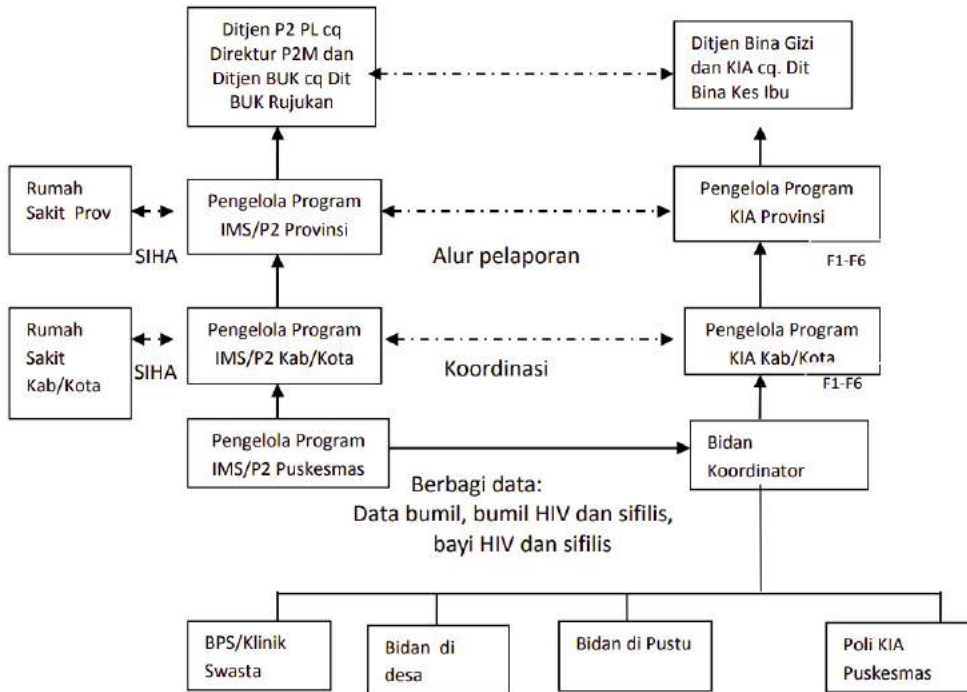 Ditjen P2 PL cq
Direktur P2M dan
Ditjen BUK cq Dit
BUK Rujukan
Ditjen Bina Gizi
dan KIA cq. Dit
Bina Kes Ibu
Rumah
Sakit Prov
SIHA
Pengelola Program
IMS/P2 Provinsi
Alur pelaporan
Pengelola Program
KIA Provinsi
F1-F6
Rumah
Sakit
Kab/Kota
SIHA
Pengelola Program
IMS/P2 Kab/Kota
Koordinasi
Pengelola Program
KIA Kab/Kota
F1-F6
Pengelola Program
IMS/P2 Puskesmas
Bidan
Koordinator
Berbagi data:
Data bumil, bumil HIV dan sifilis,
bayi HIV dan sifilis
BPS/Klinik
Swasta
Bidan di
desa
Bidan di Pustu
Poli KIA
Puskesmas